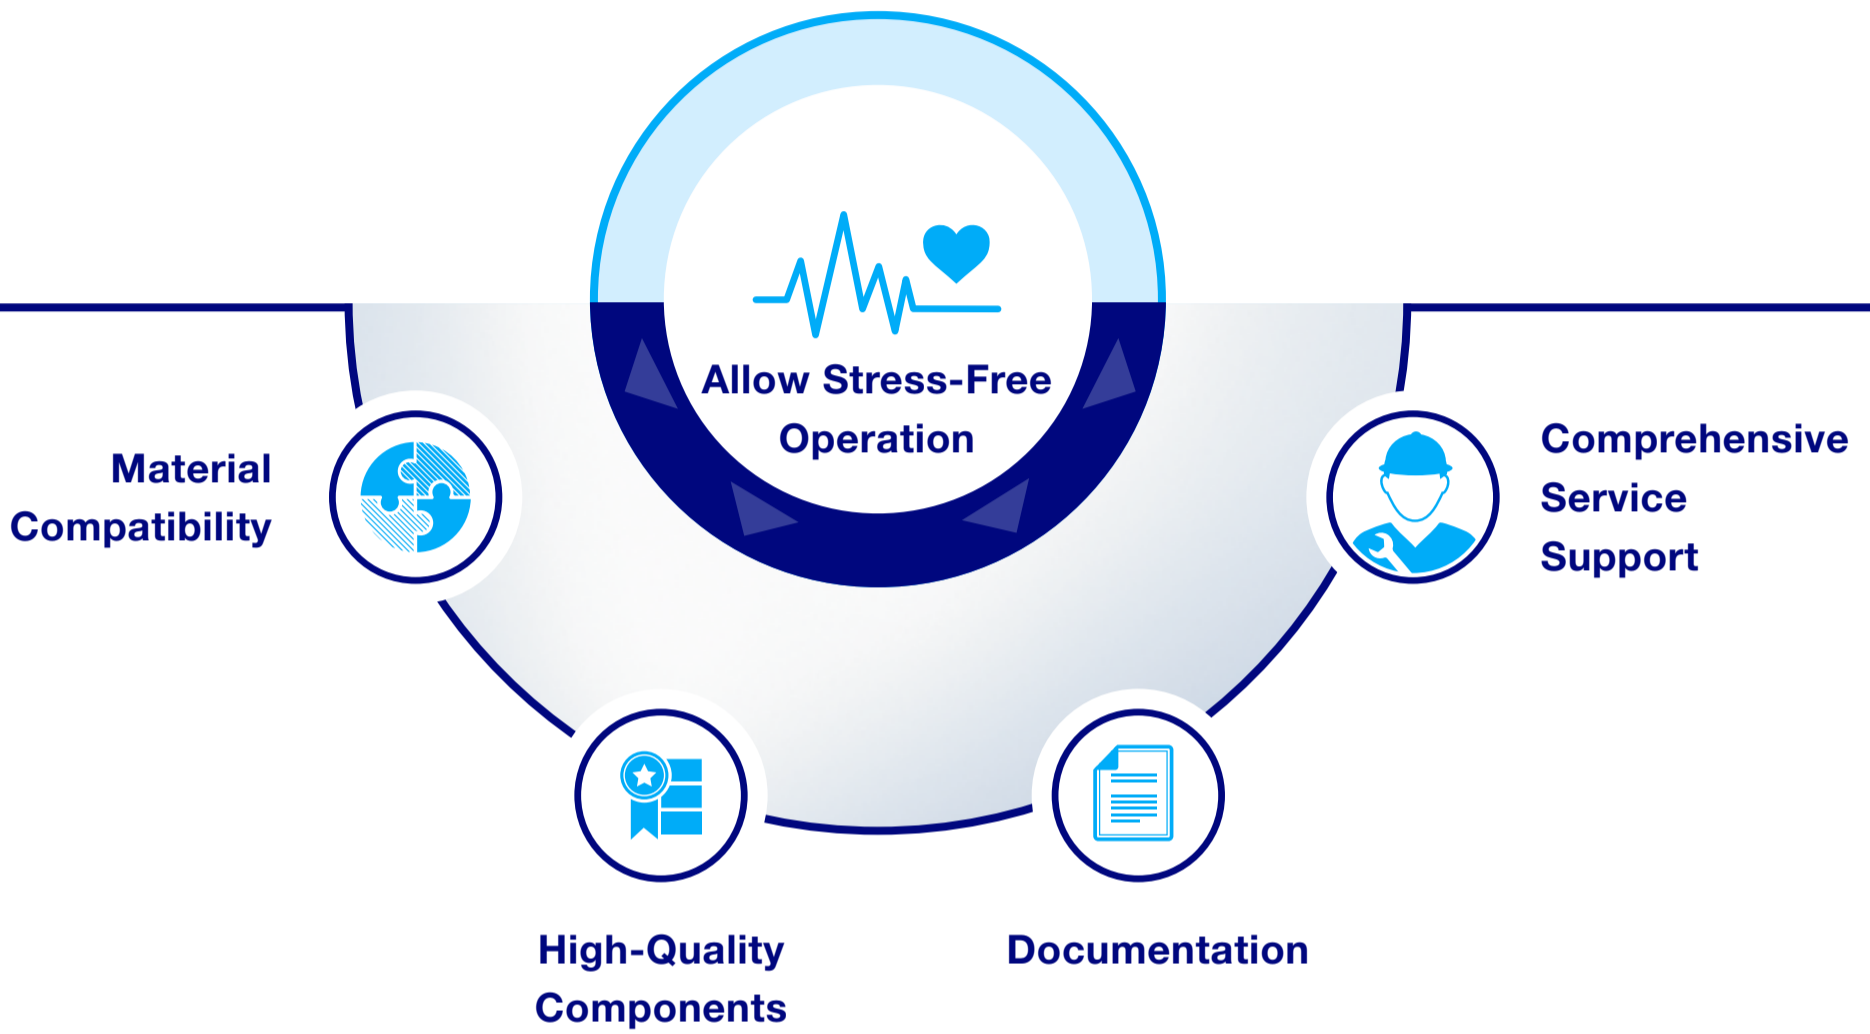 Allow Stress-Free
Operation
Material
Compatibility
Comprehensive
Service
Support
High-Quality
Components
Documentation